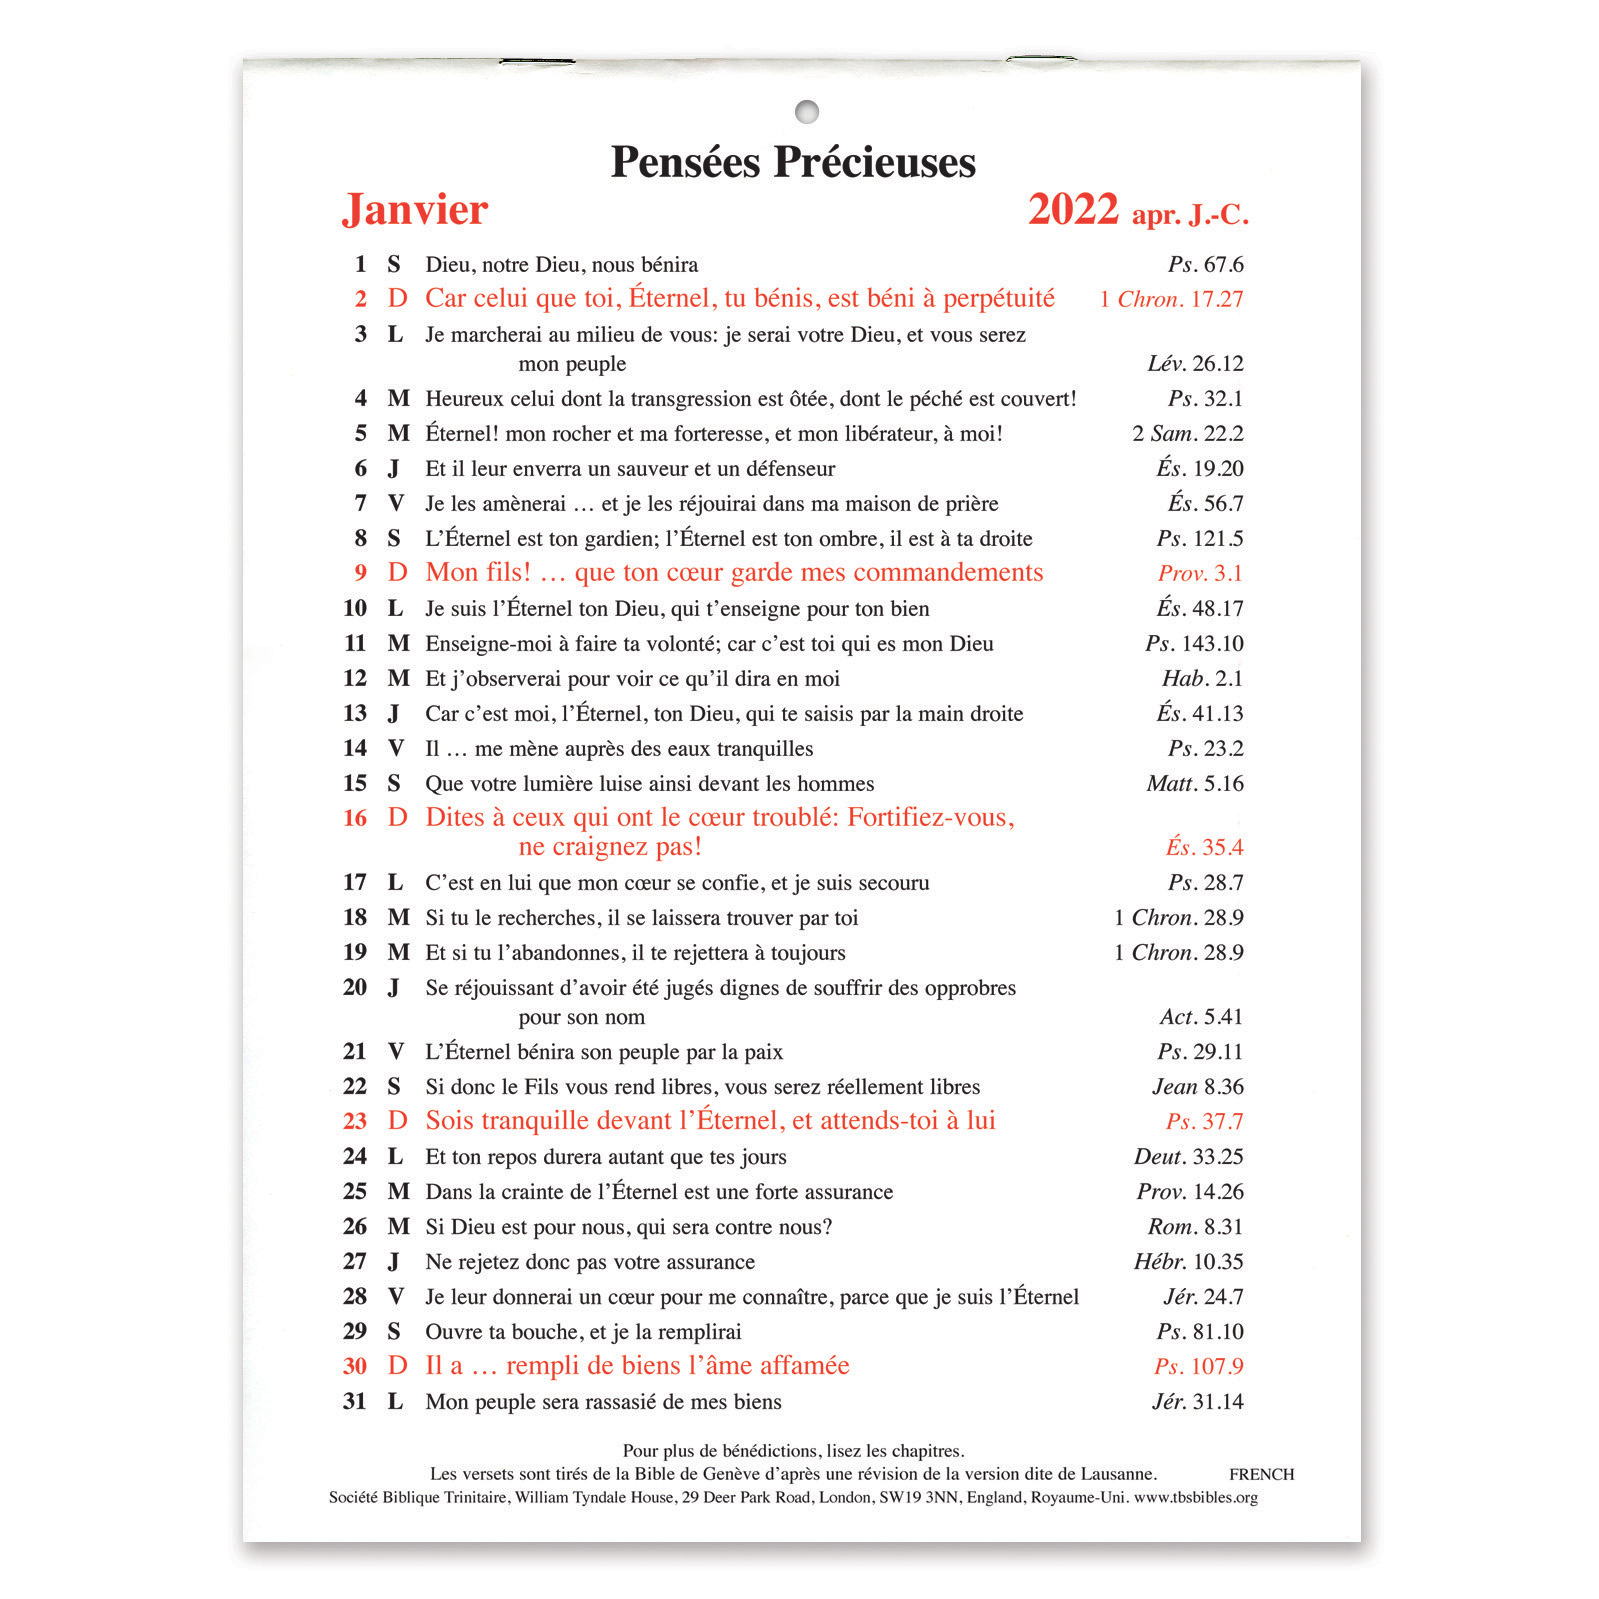 Pensées Précieuses
Janvier 2022 apr. J.-C.
1 S Dieu, notre Dieu, nous bénira Ps. 67.6
2 D Car celui que toi, Éternel, tu bénis, est béni à perpétuité 1 Chron. 17.27
3 L Je marcherai au milieu de vous: je serai votre Dieu, et vous serez
mon peuple Lév. 26.12
4 M Heureux celui dont la transgression est ôtée, dont le péché est couvert! Ps. 32.1
5 M Éternel! mon rocher et ma forteresse, et mon libérateur, à moi! 2 Sam. 22.2
6 J Et il leur enverra un sauveur et un défenseur És. 19.20
7 V Je les amènerai … et je les réjouirai dans ma maison de prière És. 56.7
8 S L’Éternel est ton gardien; l’Éternel est ton ombre, il est à ta droite Ps. 121.5
9 D Mon fils! … que ton cœur garde mes commandements Prov. 3.1
10 L Je suis l’Éternel ton Dieu, qui t’enseigne pour ton bien És. 48.17
11 M Enseigne-moi à faire ta volonté; car c’est toi qui es mon Dieu Ps. 143.10
12 M Et j’observerai pour voir ce qu’il dira en moi Hab. 2.1
13 J Car c’est moi, l’Éternel, ton Dieu, qui te saisis par la main droite És. 41.13
14 V Il … me mène auprès des eaux tranquilles Ps. 23.2
15 S Que votre lumière luise ainsi devant les hommes Matt. 5.16
16 D Dites à ceux qui ont le cœur troublé: Fortifiez-vous,
ne craignez pas! És. 35.4
17 L C’est en lui que mon cœur se confie, et je suis secouru Ps. 28.7
18 M Si tu le recherches, il se laissera trouver par toi 1 Chron. 28.9
19 M Et si tu l’abandonnes, il te rejettera à toujours 1 Chron. 28.9
20 J Se réjouissant d’avoir été jugés dignes de souffrir des opprobres
pour son nom Act. 5.41
21 V L’Éternel bénira son peuple par la paix Ps. 29.11
22 S Si donc le Fils vous rend libres, vous serez réellement libres Jean 8.36
23 D Sois tranquille devant l’Éternel, et attends-toi à lui Ps. 37.7
24 L Et ton repos durera autant que tes jours Deut. 33.25
25 M Dans la crainte de l’Éternel est une forte assurance Prov. 14.26
26 M Si Dieu est pour nous, qui sera contre nous? Rom. 8.31
27 J Ne rejetez donc pas votre assurance Hébr. 10.35
28 V Je leur donnerai un cœur pour me connaître, parce que je suis l’Éternel Jér. 24.7
29 S Ouvre ta bouche, et je la remplirai Ps. 81.10
30 D Il a … rempli de biens l’âme affamée Ps. 107.9
31 L Mon peuple sera rassasié de mes biens Jér. 31.14
Pour plus de bénédictions, lisez les chapitres.
Les versets sont tirés de la Bible de Genève d’après une révision de la version dite de Lausanne. FRENCH
Société Biblique Trinitaire, William Tyndale House, 29 Deer Park Road, London, SW19 3NN, England, Royaume-Uni. www.tbsbibles.org